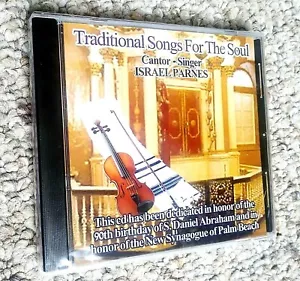 Traditional Songs For The Soul
Cantor - Singer
ISRAEL PARNES
This cd has been dedicated in honor of the
90th birthday of S. Daniel Abraham and in
honor of the New Synagogue of Palm Beach